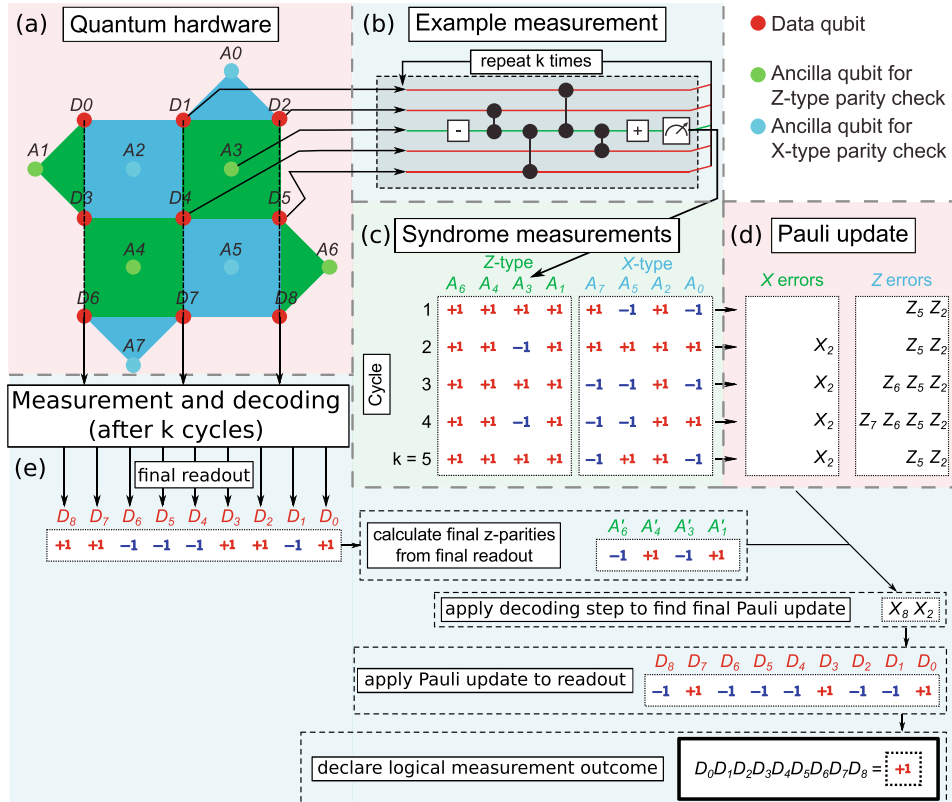 (a) Quantum hardware
A0
D0 D1 D2
A1 A2 A3
D3 D4 D5
A4 A5 A6
D6 D7 D8
A7
(b) Example measurement
repeat k times
- +
Data qubit
Ancilla qubit for
Z-type parity check
Ancilla qubit for
X-type parity check
(c) Syndrome measurements
Z-type X-type
A6 A4 A3 A1 A7 A5 A2 A0
Cycle
1 +1 +1 +1 +1 +1 −1 +1 −1
2 +1 +1 −1 +1 +1 +1 +1 +1
3 +1 +1 +1 +1 −1 −1 +1 −1
4 +1 +1 −1 +1 −1 −1 +1 +1
k = 5 +1 +1 +1 +1 −1 +1 +1 −1
(d) Pauli update
X errors Z errors
Z5 Z2
X2 Z5 Z2
X2 Z6 Z5 Z2
X2 Z7 Z6 Z5 Z2
X2 Z5 Z2
Measurement and decoding
(after k cycles)
(e) final readout
D8 D7 D6 D5 D4 D3 D2 D1 D0
+1 +1 −1 −1 −1 +1 +1 −1 +1
calculate final z-parities
from final readout
A′6 A′4 A′3 A′1
−1 +1 −1 +1
apply decoding step to find final Pauli update
X8 X2
apply Pauli update to readout
D8 D7 D6 D5 D4 D3 D2 D1 D0
−1 +1 −1 −1 −1 +1 −1 −1 +1
declare logical measurement outcome
D0D1D2D3D4D5D6D7D8 = +1